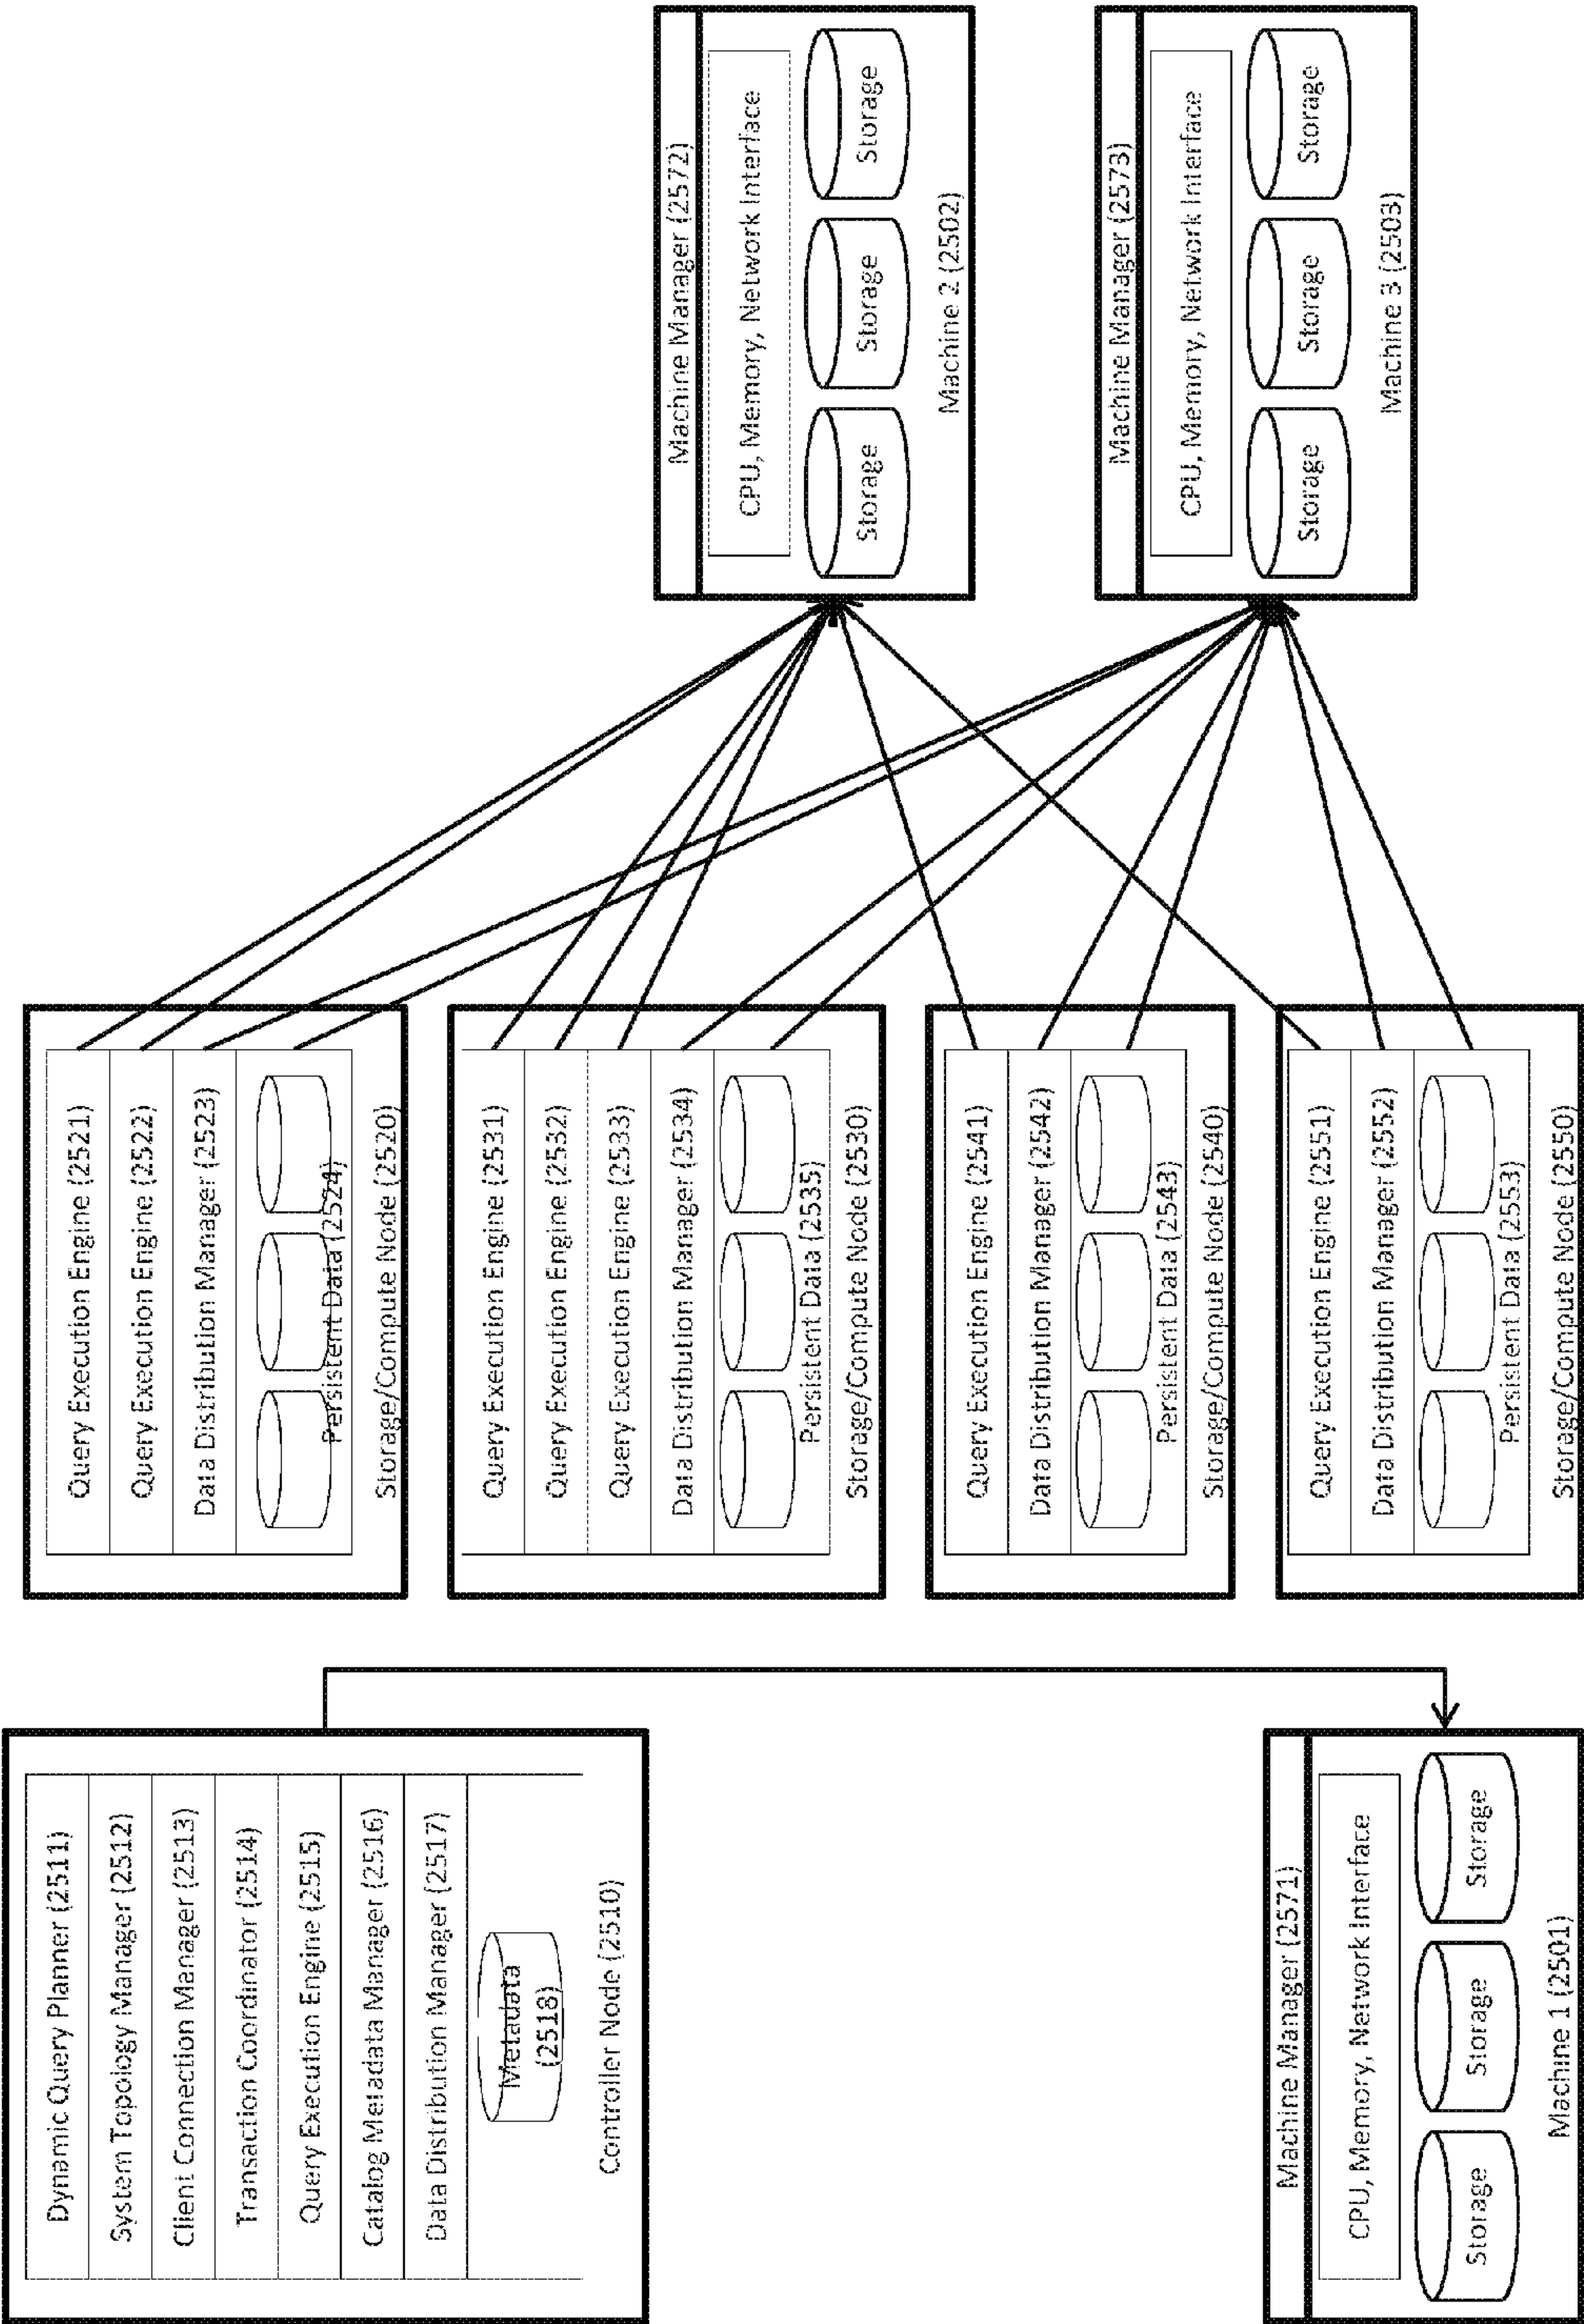 Dynamic Query Planner (2511)
System Topology Manager (2512)
Client Connection Manager (2513)
Transaction Coordinator (2514)
Query Execution Engine (2515)
Catalog Metadata Manager (2516)
Data Distribution Manager (2517)
Metadata
(2518)
Controller Node (2510)
Query Execution Engine (2521)
Query Execution Engine (2522)
Data Distribution Manager (2523)
Persistent Data (2524)
Storage/Compute Node (2520)
Query Execution Engine (2531)
Query Execution Engine (2532)
Query Execution Engine (2533)
Data Distribution Manager (2534)
Persistent Data (2535)
Storage/Compute Node (2530)
Query Execution Engine (2541)
Data Distribution Manager (2542)
Persistent Data (2543)
Storage/Compute Node (2540)
Query Execution Engine (2551)
Data Distribution Manager (2552)
Persistent Data (2553)
Storage/Compute Node (2550)
Machine Manager (2571)
CPU, Memory, Network Interface
Storage
Storage
Storage
Machine 1 (2501)
Machine Manager (2572)
CPU, Memory, Network Interface
Storage
Storage
Storage
Machine 2 (2502)
Machine Manager (2573)
CPU, Memory, Network Interface
Storage
Storage
Storage
Machine 3 (2503)